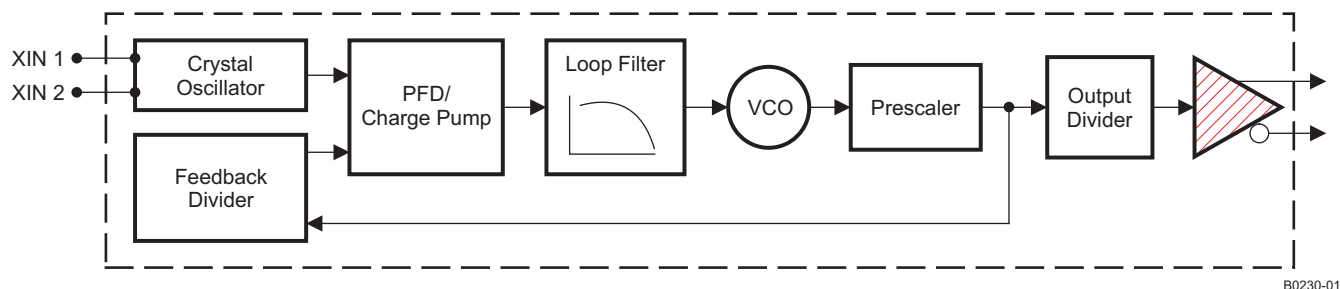 XIN 1
XIN 2
Crystal
Oscillator
PFD/
Charge Pump
Loop Filter
VCO
Prescaler
Output
Divider
Feedback
Divider
B0230-01